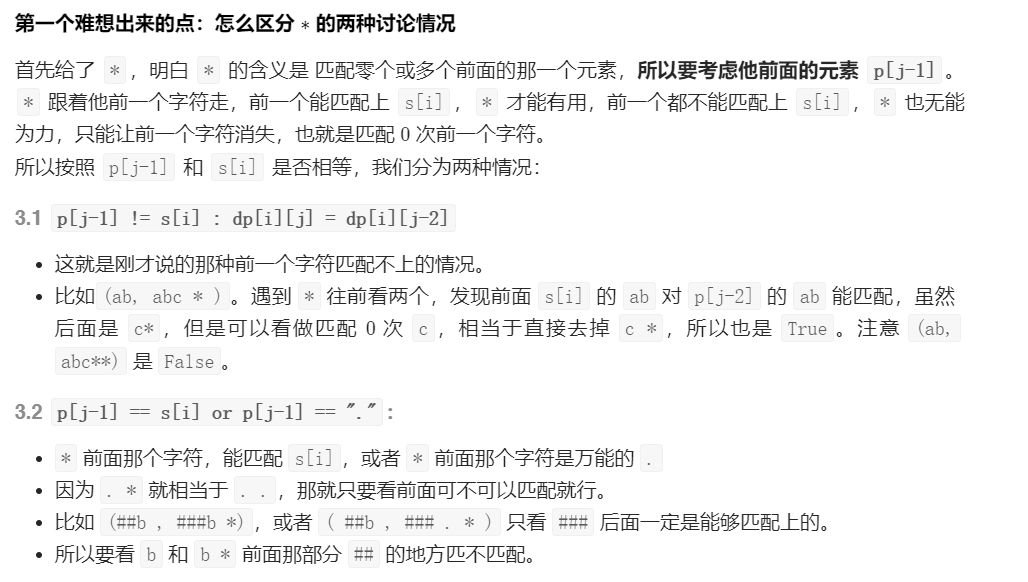 第一个难想出来的点：怎么区分 * 的两种讨论情况
首先给了 * ，明白 * 的含义是 匹配零个或多个前面的那一个元素，所以要考虑他前面的元素 p[j-1] 。
* 跟着他前一个字符走，前一个能匹配上 s[i] ， * 才能有用，前一个都不能匹配上 s[i] ， * 也无能
为力，只能让前一个字符消失，也就是匹配 0 次前一个字符。
所以按照 p[j-1] 和 s[i] 是否相等，我们分为两种情况：
3.1 p[j-1] != s[i] : dp[i][j] = dp[i][j-2]
• 这就是刚才说的那种前一个字符匹配不上的情况。
• 比如 (ab, abc * ) 。遇到 * 往前看两个，发现前面 s[i] 的 ab 对 p[j-2] 的 ab 能匹配，虽然
后面是 c* ，但是可以看做匹配 0 次 c ，相当于直接去掉 c * ，所以也是 True 。注意 (ab,
abc**) 是 False 。
3.2 p[j-1] == s[i] or p[j-1] == "." ：
• * 前面那个字符，能匹配 s[i] ，或者 * 前面那个字符是万能的 .
• 因为 . * 就相当于 . . ，那就只要看前面可不可以匹配就行。
• 比如 (##b , ###b *) ，或者 ( ##b , ### . * ) 只看 ### 后面一定是能够匹配上的。
• 所以要看 b 和 b * 前面那部分 ## 的地方匹不匹配。